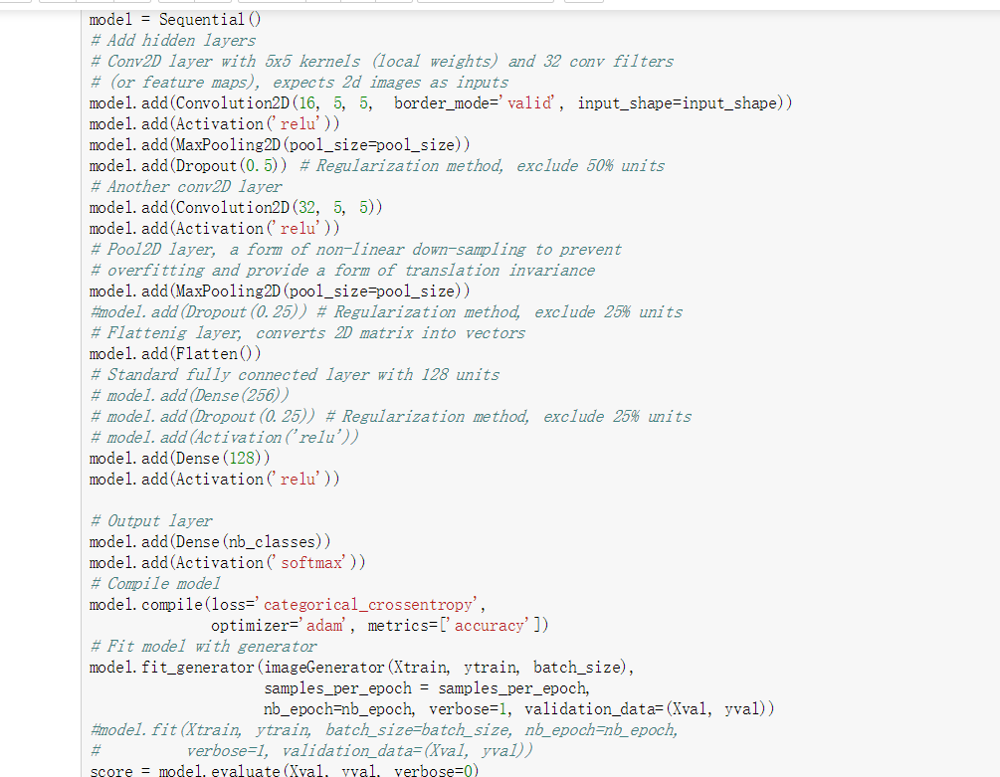 model = Sequential()
# Add hidden layers
# Conv2D layer with 5x5 kernels (local weights) and 32 conv filters
# (or feature maps), expects 2d images as inputs
model.add(Convolution2D(16, 5, 5,  border_mode='valid', input_shape=input_shape))
model.add(Activation('relu'))
model.add(MaxPooling2D(pool_size=pool_size))
model.add(Dropout(0.5)) # Regularization method, exclude 50% units
# Another conv2D layer
model.add(Convolution2D(32, 5, 5))
model.add(Activation('relu'))
# Pool2D layer, a form of non-linear down-sampling to prevent
# overfitting and provide a form of translation invariance
model.add(MaxPooling2D(pool_size=pool_size))
#model.add(Dropout(0.25)) # Regularization method, exclude 25% units
# Flattenig layer, converts 2D matrix into vectors
model.add(Flatten())
# Standard fully connected layer with 128 units
# model.add(Dense(256))
# model.add(Dropout(0.25)) # Regularization method, exclude 25% units
# model.add(Activation('relu'))
model.add(Dense(128))
model.add(Activation('relu'))

# Output layer
model.add(Dense(nb_classes))
model.add(Activation('softmax'))
# Compile model
model.compile(loss='categorical_crossentropy',
              optimizer='adam', metrics=['accuracy'])
# Fit model with generator
model.fit_generator(imageGenerator(Xtrain, ytrain, batch_size),
                    samples_per_epoch = samples_per_epoch,
                    nb_epoch=nb_epoch, verbose=1, validation_data=(Xval, yval))
#model.fit(Xtrain, ytrain, batch_size=batch_size, nb_epoch=nb_epoch,
#          verbose=1, validation_data=(Xval, yval))
score = model.evaluate(Xval, yval, verbose=0)